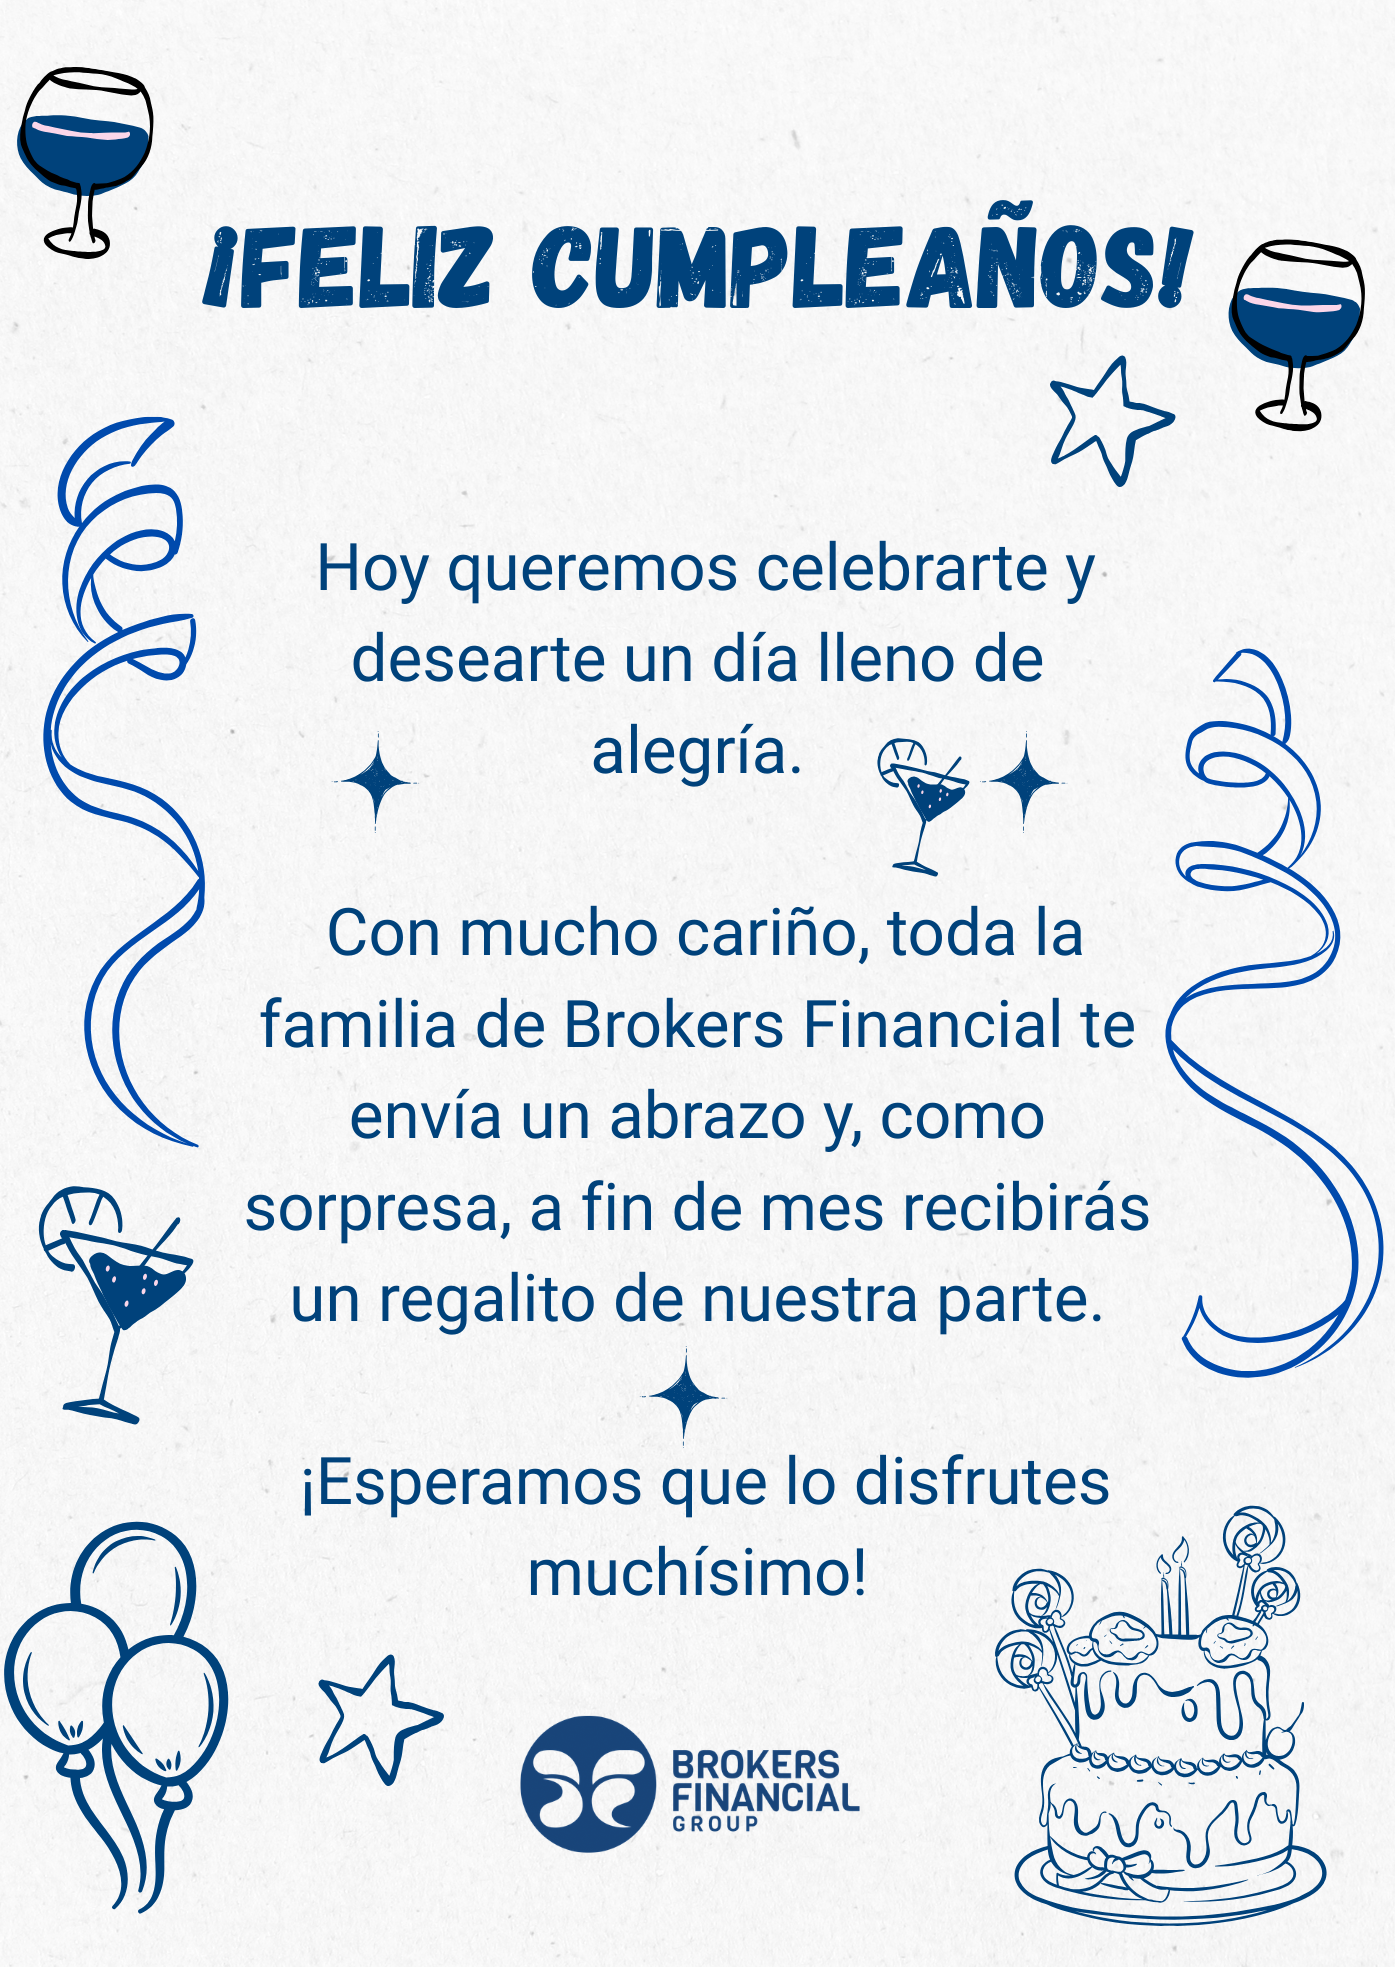 ¡FELIZ CUMPLEAÑOS!
Hoy queremos celebrarte y
desearte un día lleno de
alegría.
Con mucho cariño, toda la
familia de Brokers Financial te
envía un abrazo y, como
sorpresa, a fin de mes recibirás
un regalito de nuestra parte.
¡Esperamos que lo disfrutes
muchísimo!
BROKERS
FINANCIAL
GROUP